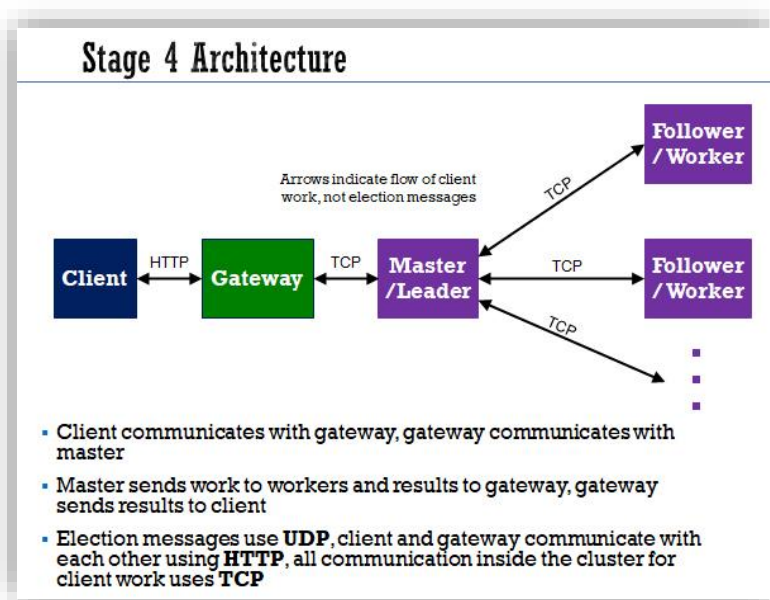 Stage 4 Architecture
Follower
/Worker
Arrows indicate flow of client
work, not election messages
TCP
HTTP
TCP
TCP
Client
Gateway
Master
/Leader
Follower
/Worker
TCP
Client communicates with gateway, gateway communicates with
master
Master sends work to workers and results to gateway, gateway
sends results to client
Election messages use UDP, client and gateway communicate with
each other using HTTP, all communication inside the cluster for
client work uses TCP